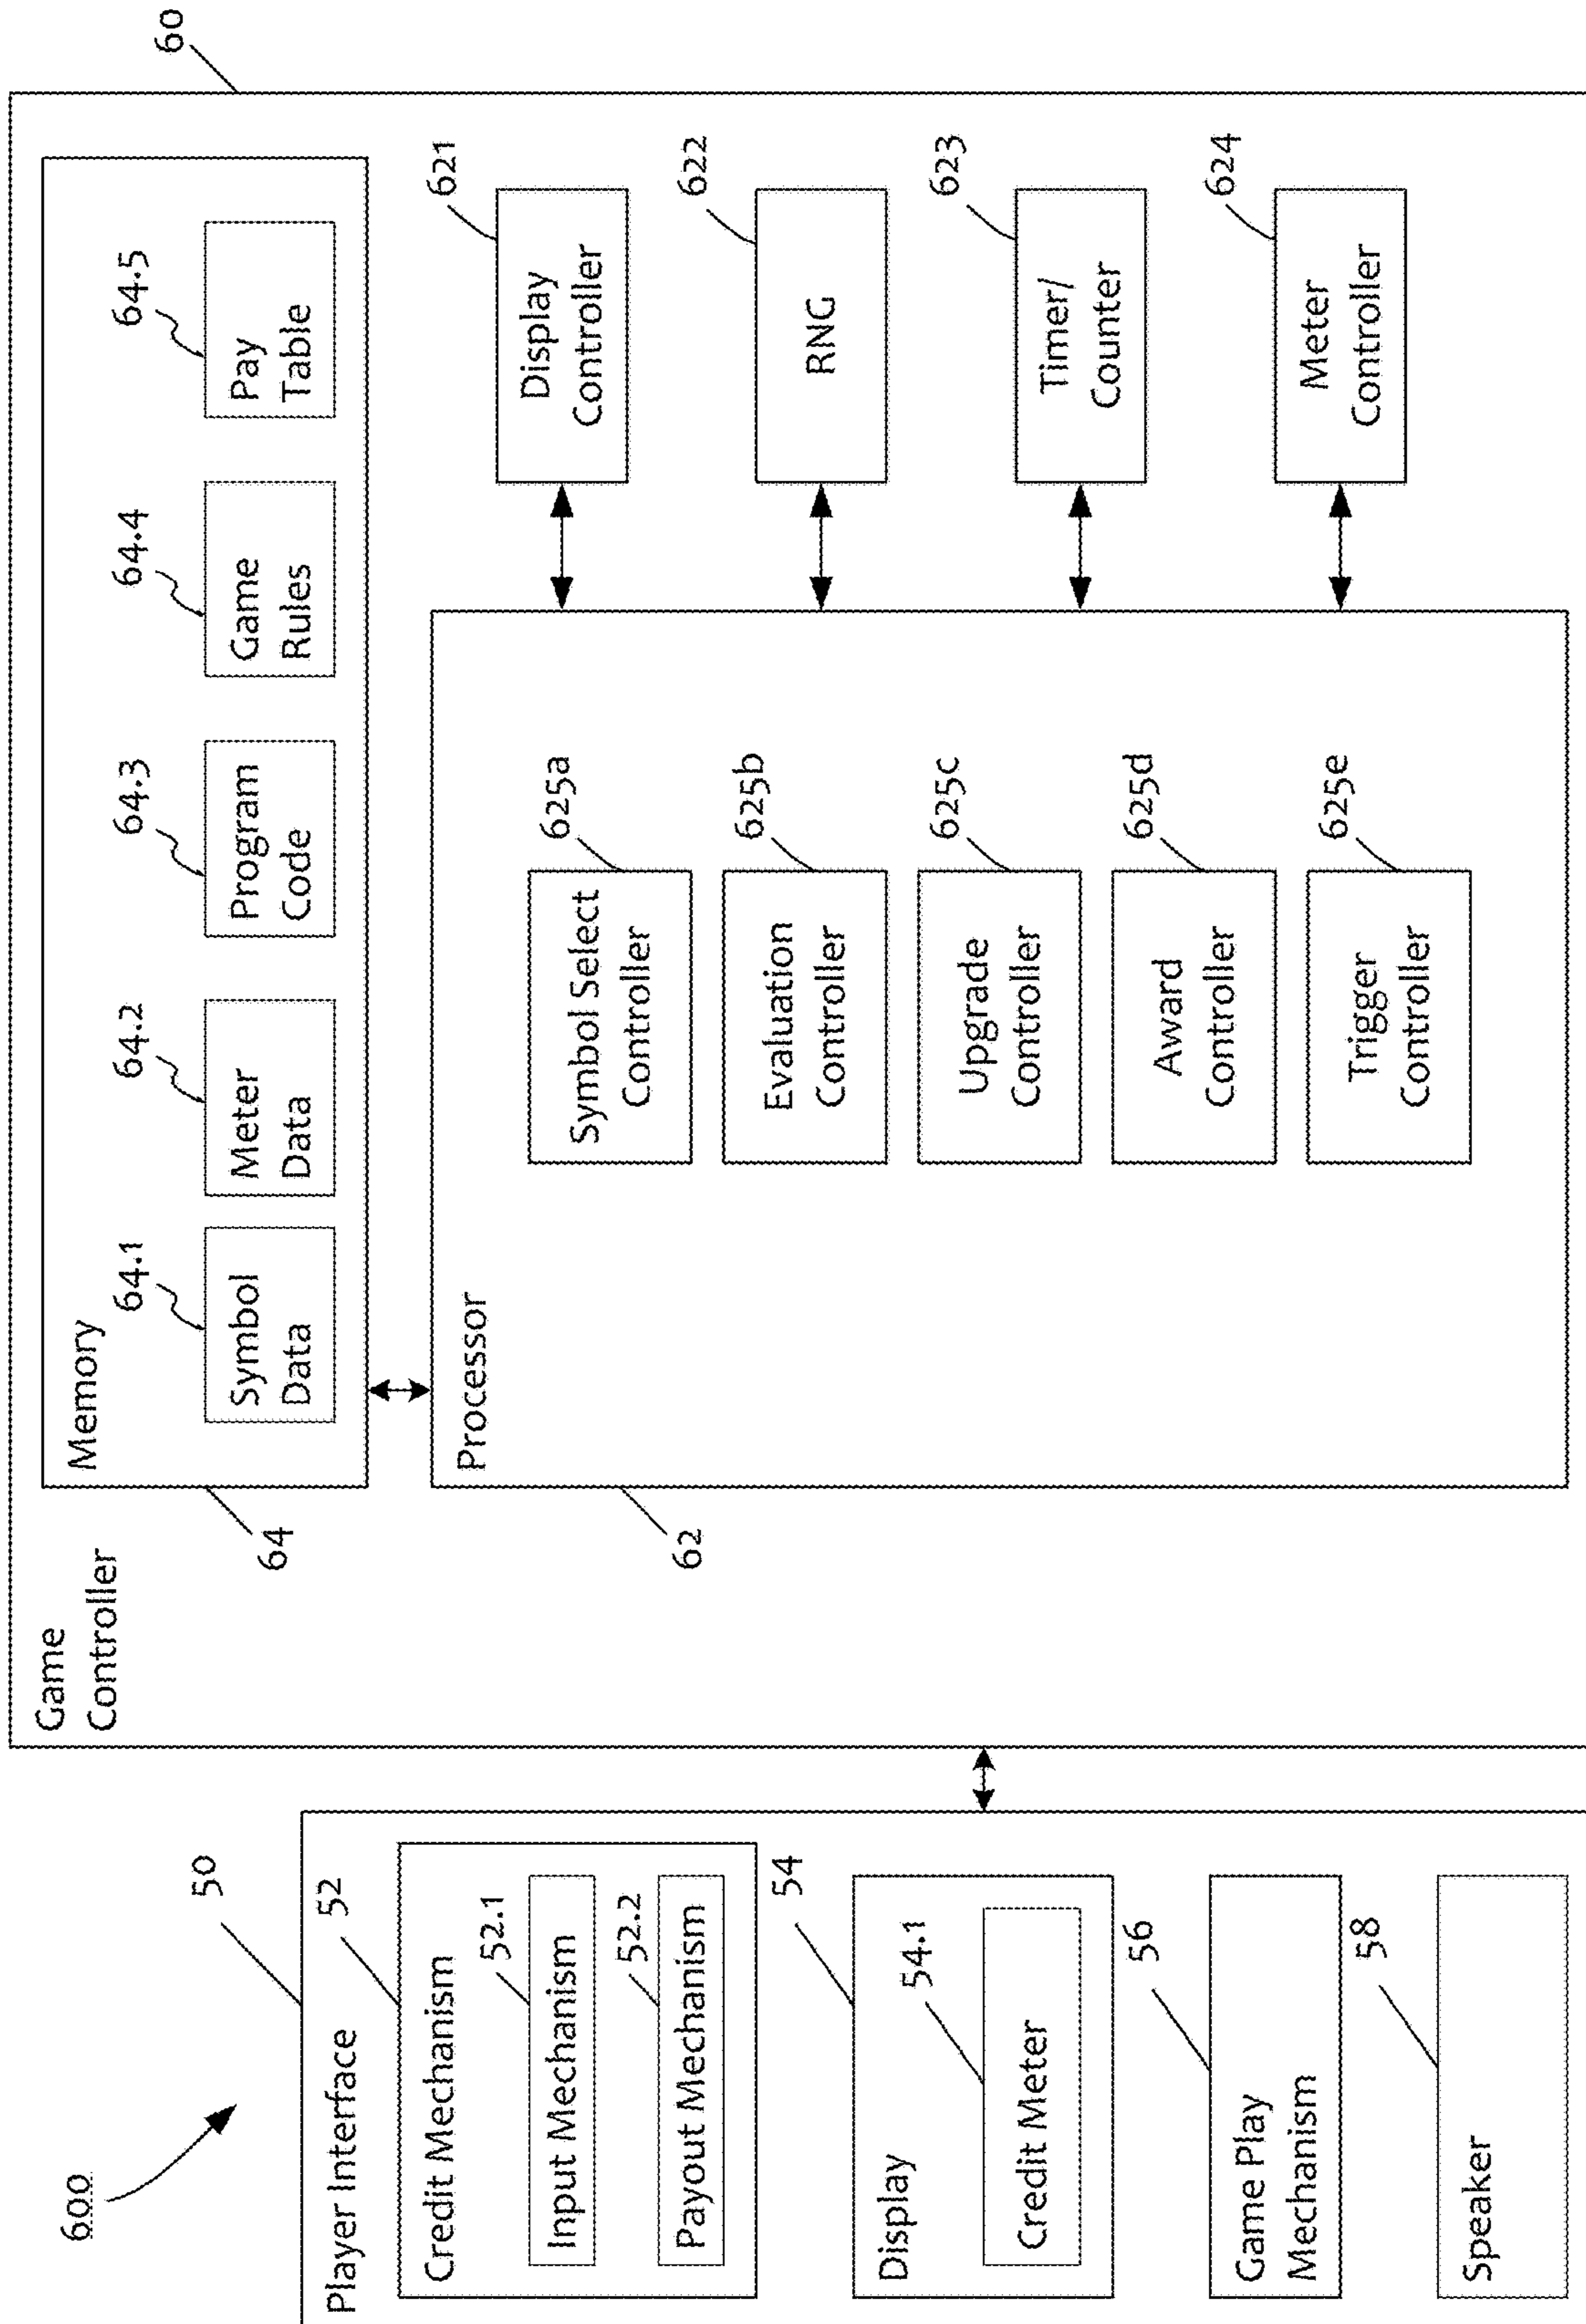 600
50
Player Interface
52
Credit Mechanism
52.1
Input Mechanism
52.2
Payout Mechanism
54
Display
54.1
Credit Meter
56
Game Play
Mechanism
58
Speaker
60
Game
Controller
64
Memory
64.1
Symbol
Data
64.2
Meter
Data
64.3
Program
Code
64.4
Game
Rules
64.5
Pay
Table
62
Processor
625a
Symbol Select
Controller
625b
Evaluation
Controller
625c
Upgrade
Controller
625d
Award
Controller
625e
Trigger
Controller
621
Display
Controller
622
RNG
623
Timer/
Counter
624
Meter
Controller